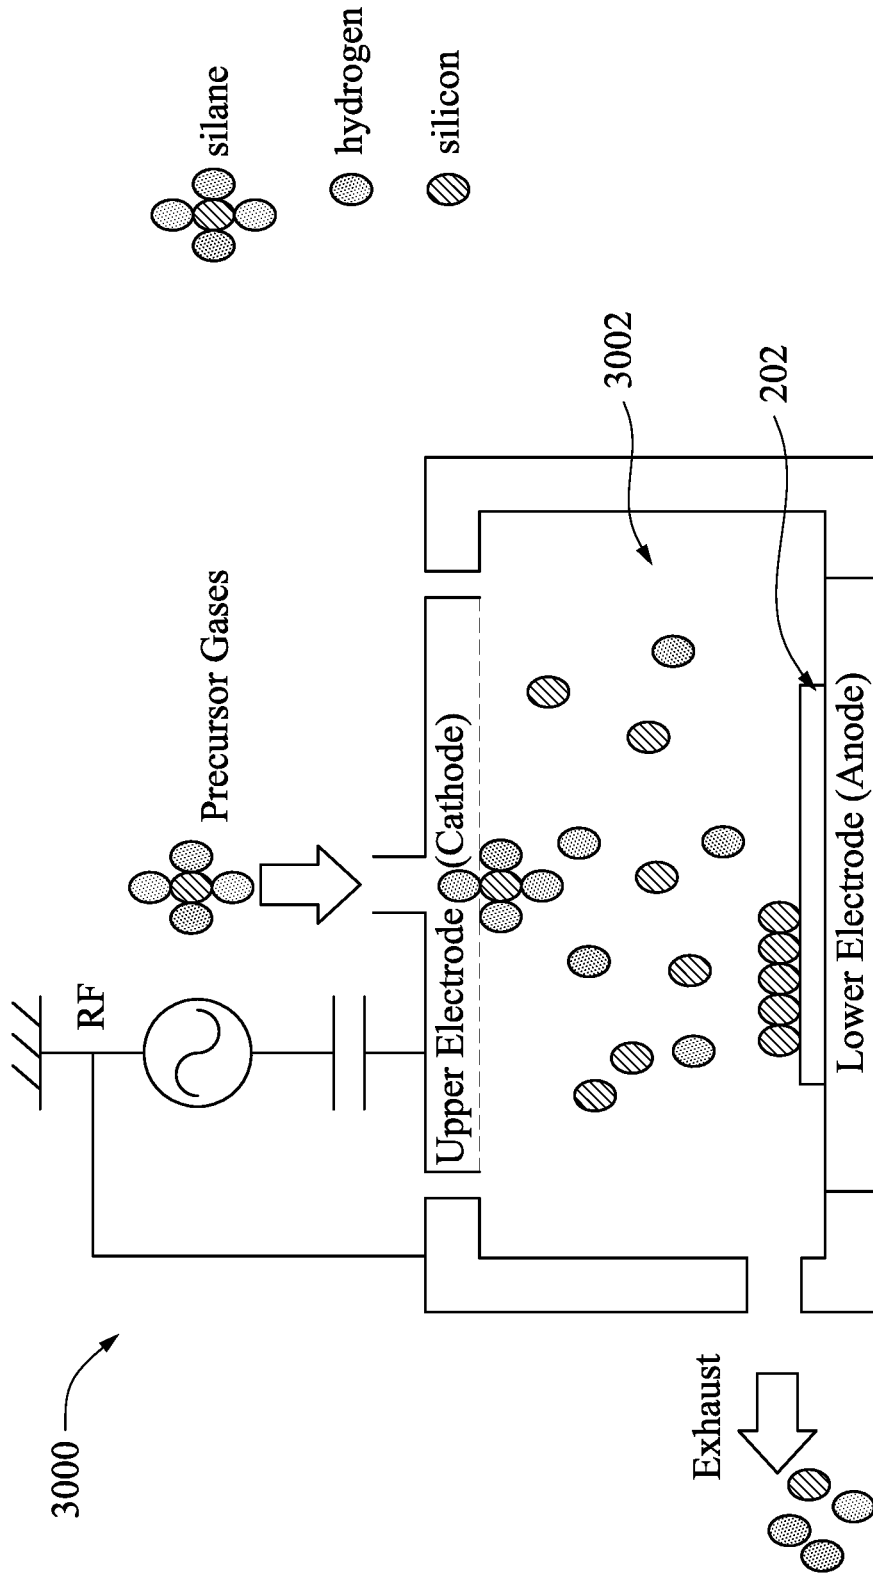 3000
RF
Precursor Gases
silane
hydrogen
silicon
Upper Electrode (Cathode)
3002
202
Lower Electrode (Anode)
Exhaust